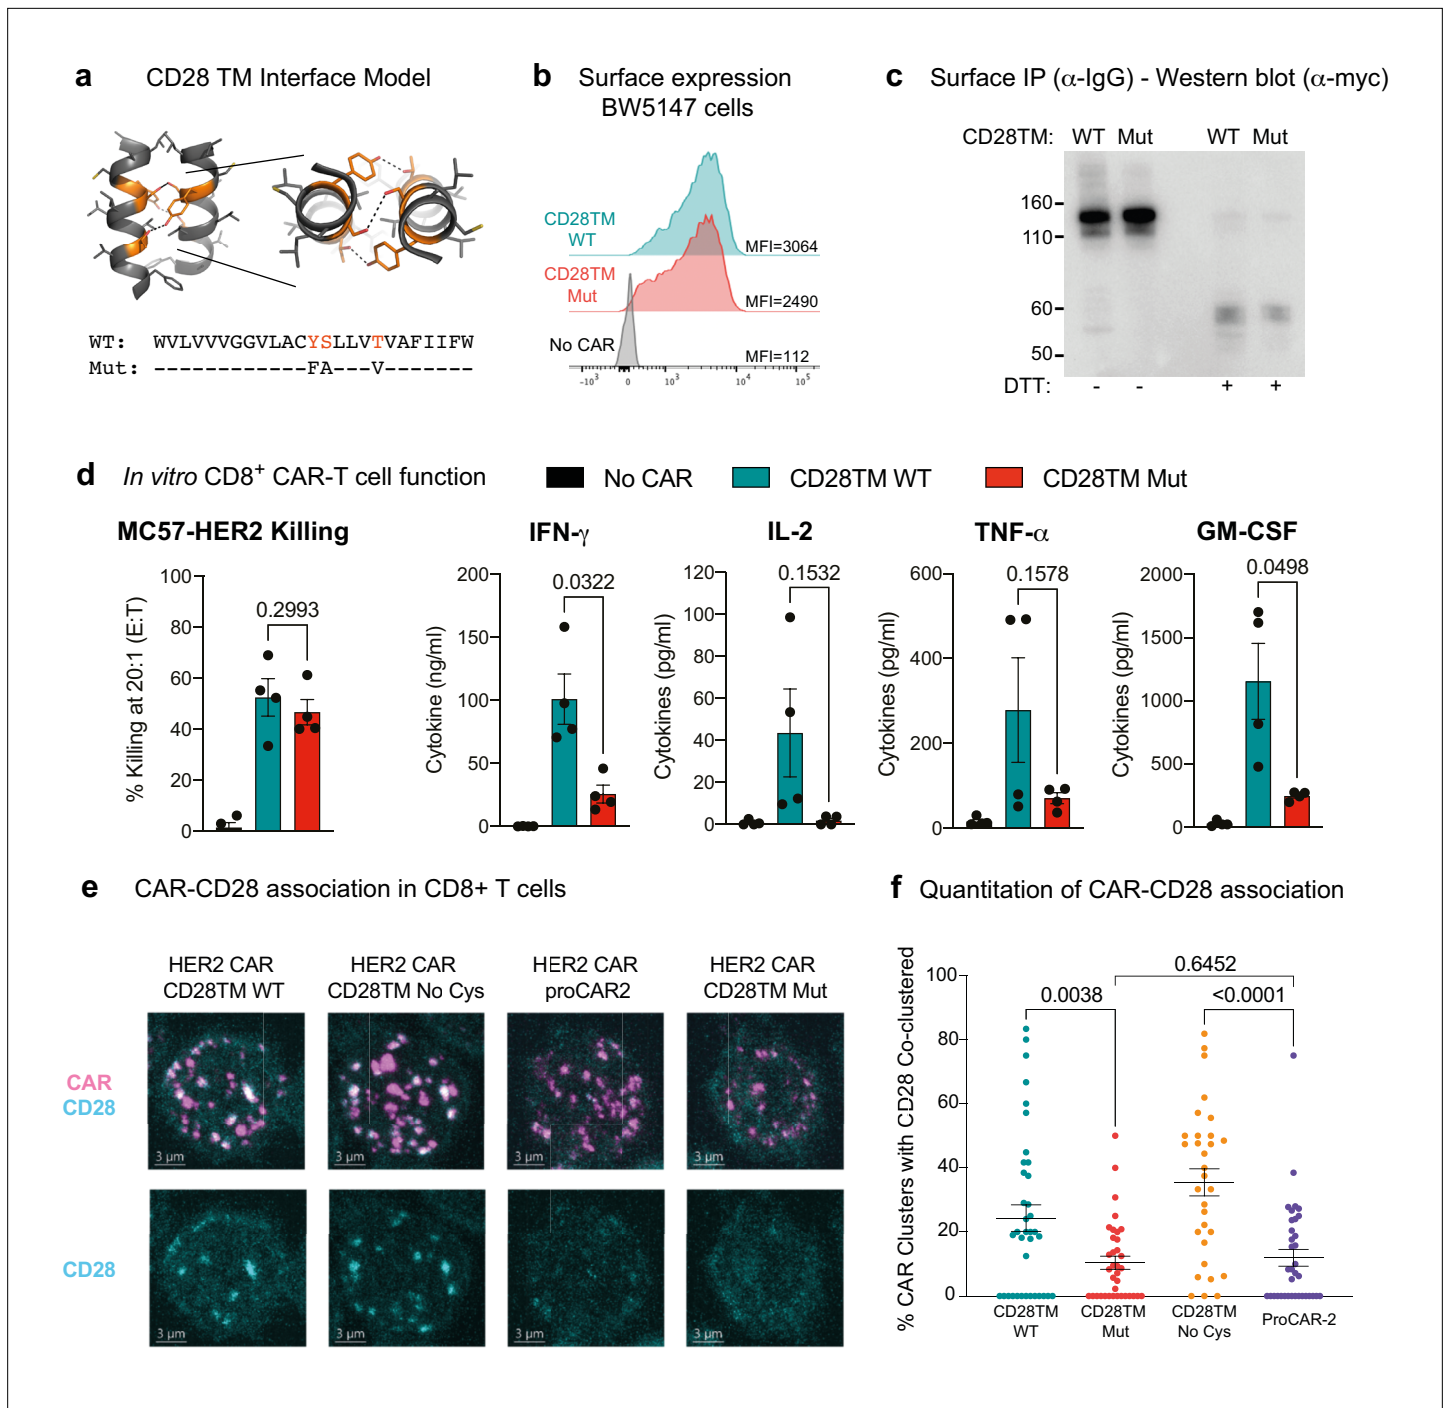 a CD28 TM Interface Model
WT: WVLVVVGGVLACYSLLVTVAFIIFW
Mut: ------------FA---V-------
b Surface expression
BW5147 cells
CD28TM
WT
MFI=3064
CD28TM
Mut
MFI=2490
No CAR
MFI=112
-10³ 0 10³ 10⁴ 10⁵
c Surface IP (α-IgG) - Western blot (α-myc)
CD28TM: WT Mut WT Mut
160
110
60
50
DTT: - - + +
d In vitro CD8⁺ CAR-T cell function
No CAR CD28TM WT CD28TM Mut
MC57-HER2 Killing
% Killing at 20:1 (E:T)
100
80
60
40
20
0
0.2993
IFN-γ
Cytokine (ng/ml)
200
150
100
50
0
0.0322
IL-2
Cytokines (pg/ml)
120
100
80
60
40
20
0
0.1532
TNF-α
Cytokines (pg/ml)
600
400
200
0
0.1578
GM-CSF
Cytokines (pg/ml)
2000
1500
1000
500
0
0.0498
e CAR-CD28 association in CD8+ T cells
HER2 CAR
CD28TM WT
HER2 CAR
CD28TM No Cys
HER2 CAR
proCAR2
HER2 CAR
CD28TM Mut
CAR
CD28
3 µm 3 µm 3 µm 3 µm
CD28
3 µm 3 µm 3 µm 3 µm
f Quantitation of CAR-CD28 association
% CAR Clusters with CD28 Co-clustered
100
80
60
40
20
0
0.6452
0.0038
<0.0001
CD28TM
WT
CD28TM
Mut
CD28TM
No Cys
ProCAR-2